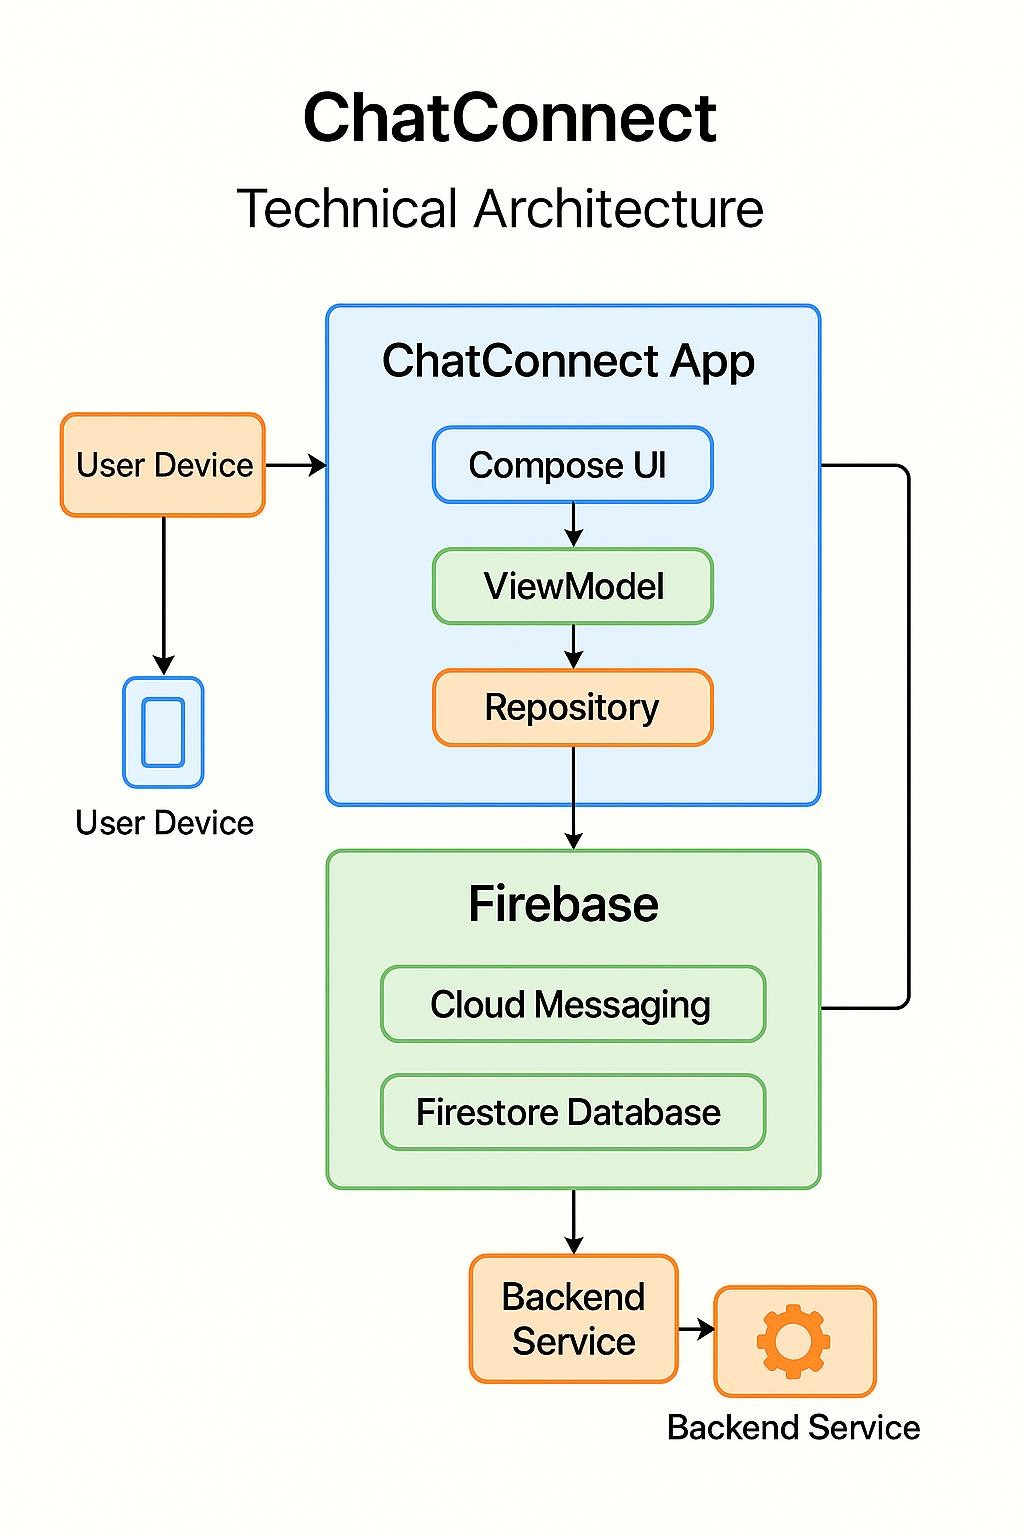 ChatConnect
Technical Architecture
ChatConnect App
User Device
Compose UI
ViewModel
Repository
User Device
Firebase
Cloud Messaging
Firestore Database
Backend
Service
Backend Service